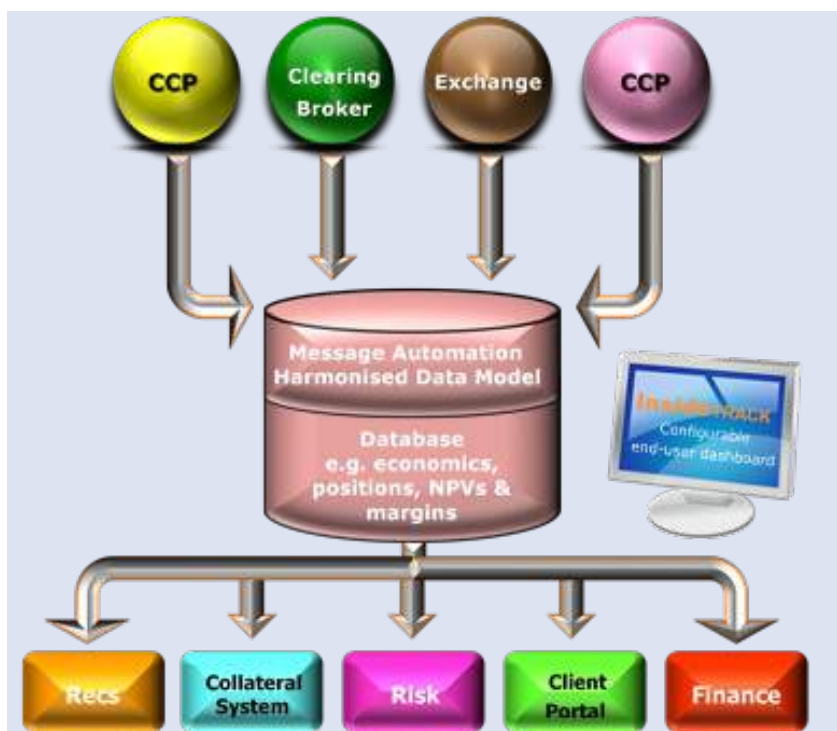 CCP
Clearing
Broker
Exchange
CCP
Message Automation
Harmonised Data Model
Database
e.g. economics,
positions, NPVs &
margins
InsideTRACK
Configurable
end-user dashboard
Recs
Collateral
System
Risk
Client
Portal
Finance